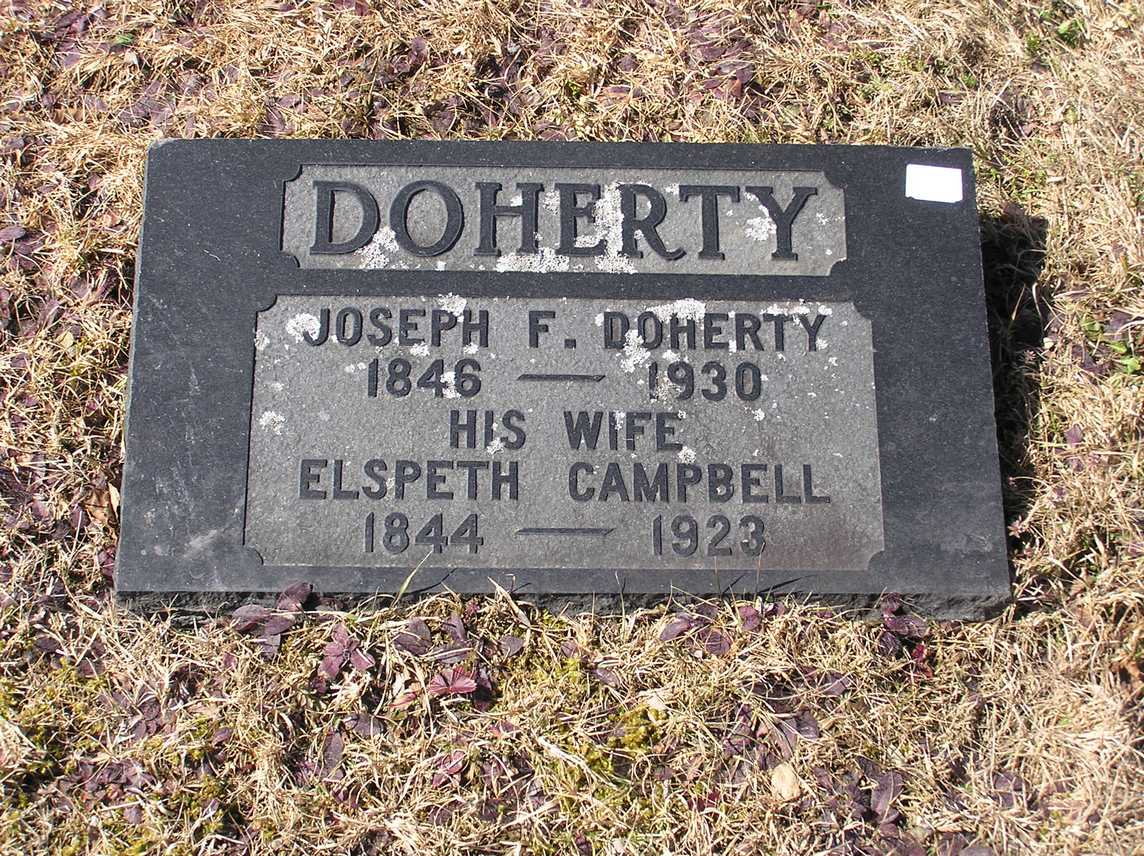 DOHERTY
JOSEPH F. DOHERTY
1846 — 1930
HIS WIFE
ELSPETH CAMPBELL
1844 — 1923